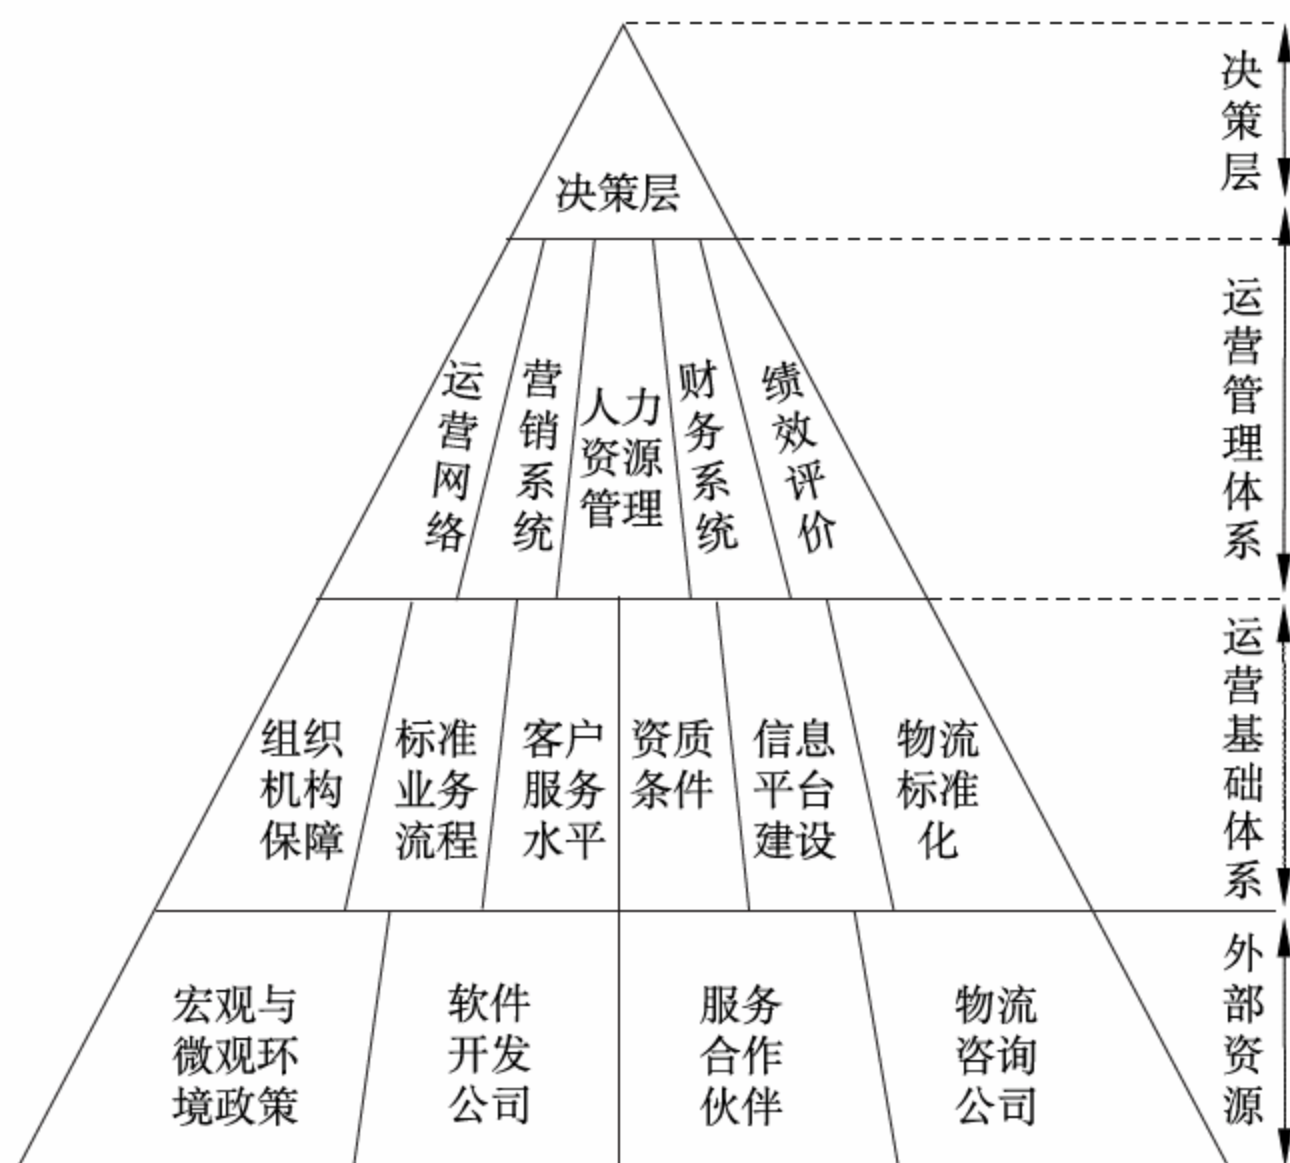 决策层
决策层
运营网络
营销系统
人力
资源
管理
财务系统
绩效评价
运营管理体系
组织
机构
保障
标准
业务
流程
客户
服务
水平
资质
条件
信息
平台
建设
物流
标准
化
运营基础体系
宏观与
微观环
境政策
软件
开发
公司
服务
合作
伙伴
物流
咨询
公司
外部资源